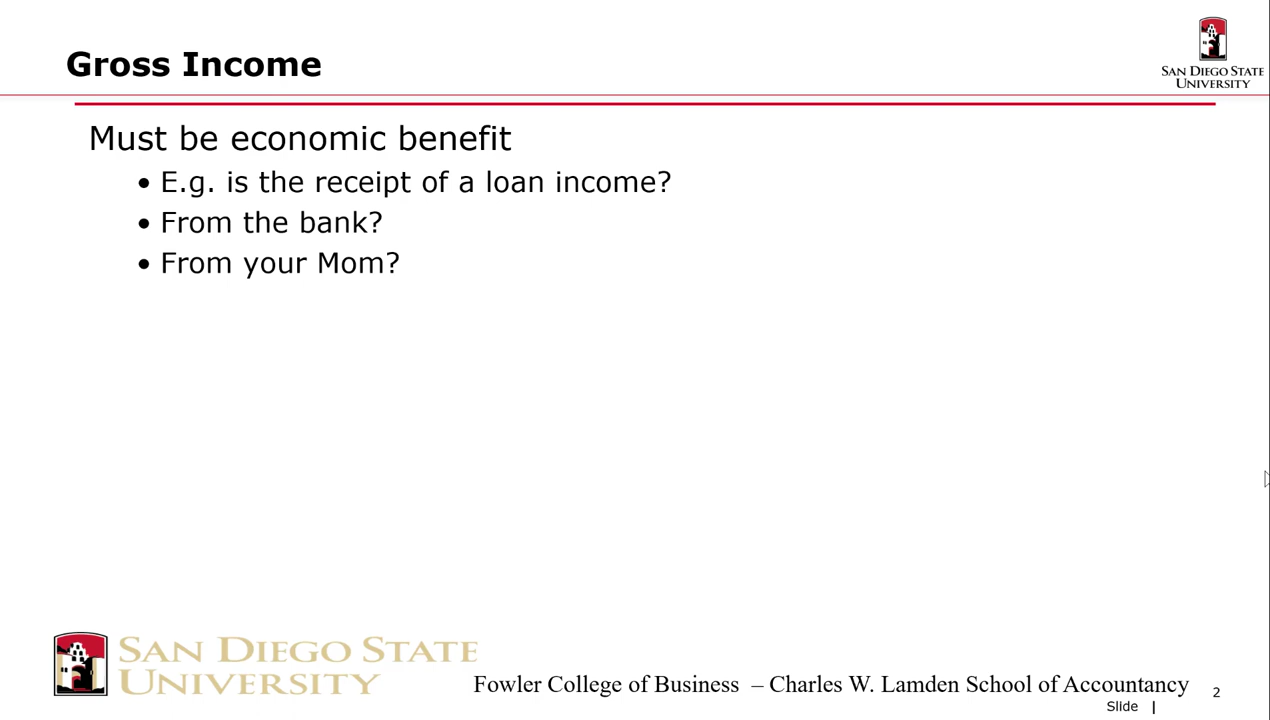 Gross Income
SAN DIEGO STATE
UNIVERSITY
Must be economic benefit
• E.g. is the receipt of a loan income?
• From the bank?
• From your Mom?
SAN DIEGO STATE
UNIVERSITY
Fowler College of Business – Charles W. Lamden School of Accountancy
2
Slide |